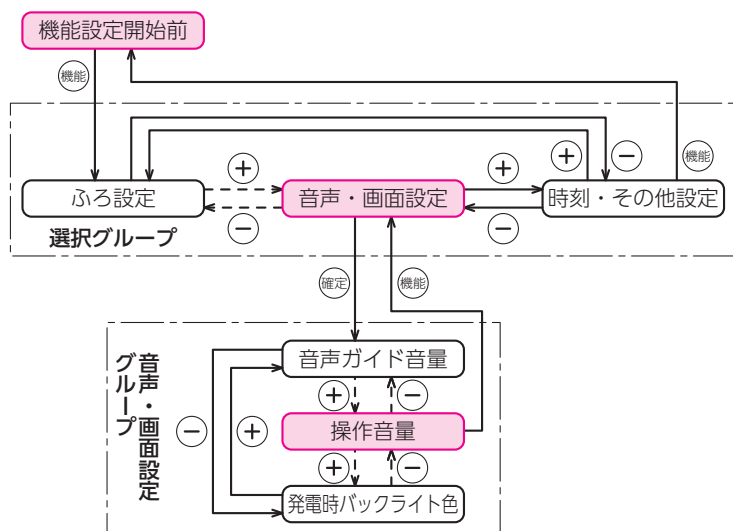 機能設定開始前
機能
＋
－
機能
＋
＋
ふろ設定
音声・画面設定
時刻・その他設定
－
－
選択グループ
確定
機能
音声・画面設定
グループ
音声ガイド音量
＋
－
－
＋
操作音量
＋
－
発電時バックライト色